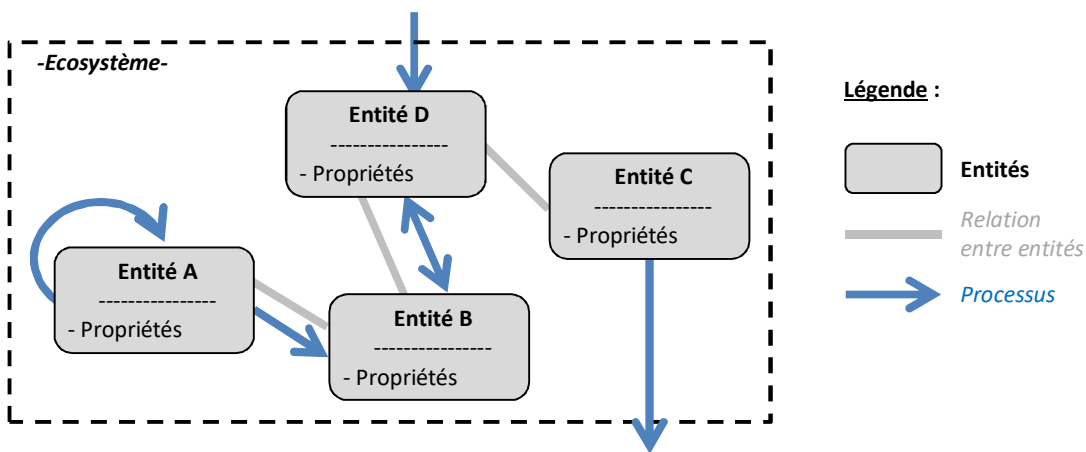 -Ecosystème-
Entité D
----------------
- Propriétés
Entité C
----------------
- Propriétés
Entité A
----------------
- Propriétés
Entité B
----------------
- Propriétés
Légende :
Entités
Relation
entre entités
Processus